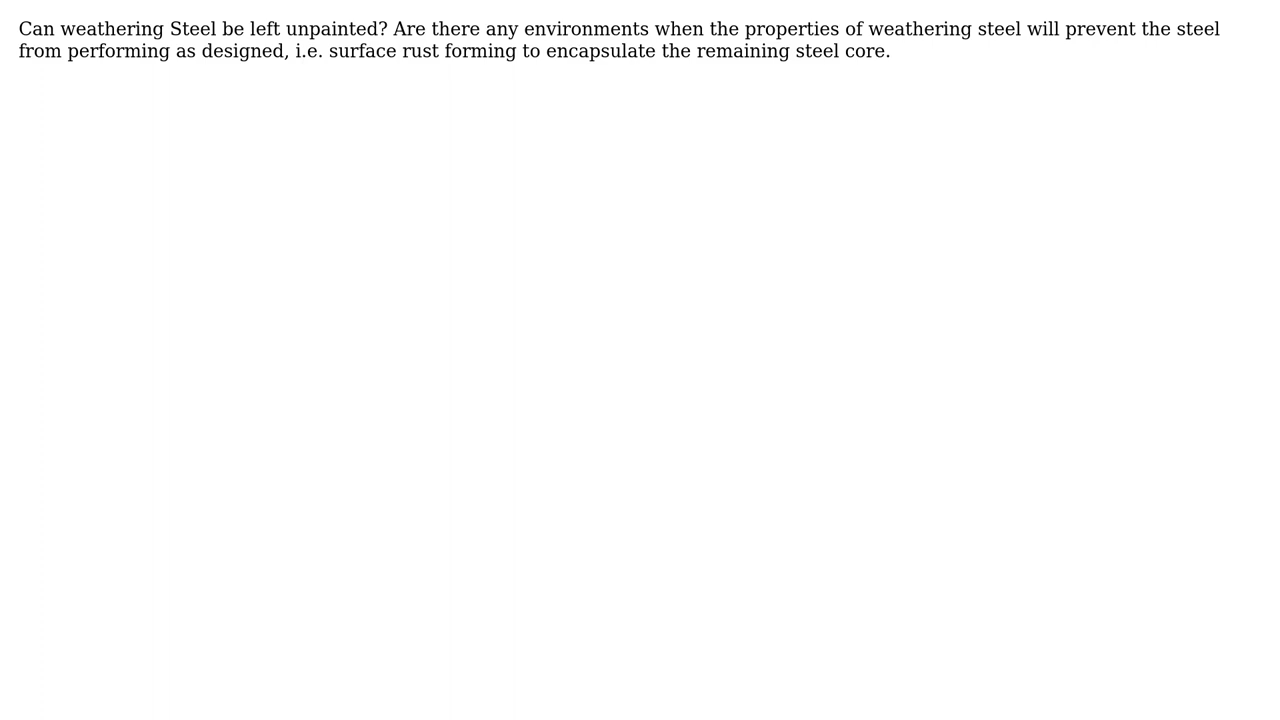 Can weathering Steel be left unpainted? Are there any environments when the properties of weathering steel will prevent the steel
from performing as designed, i.e. surface rust forming to encapsulate the remaining steel core.